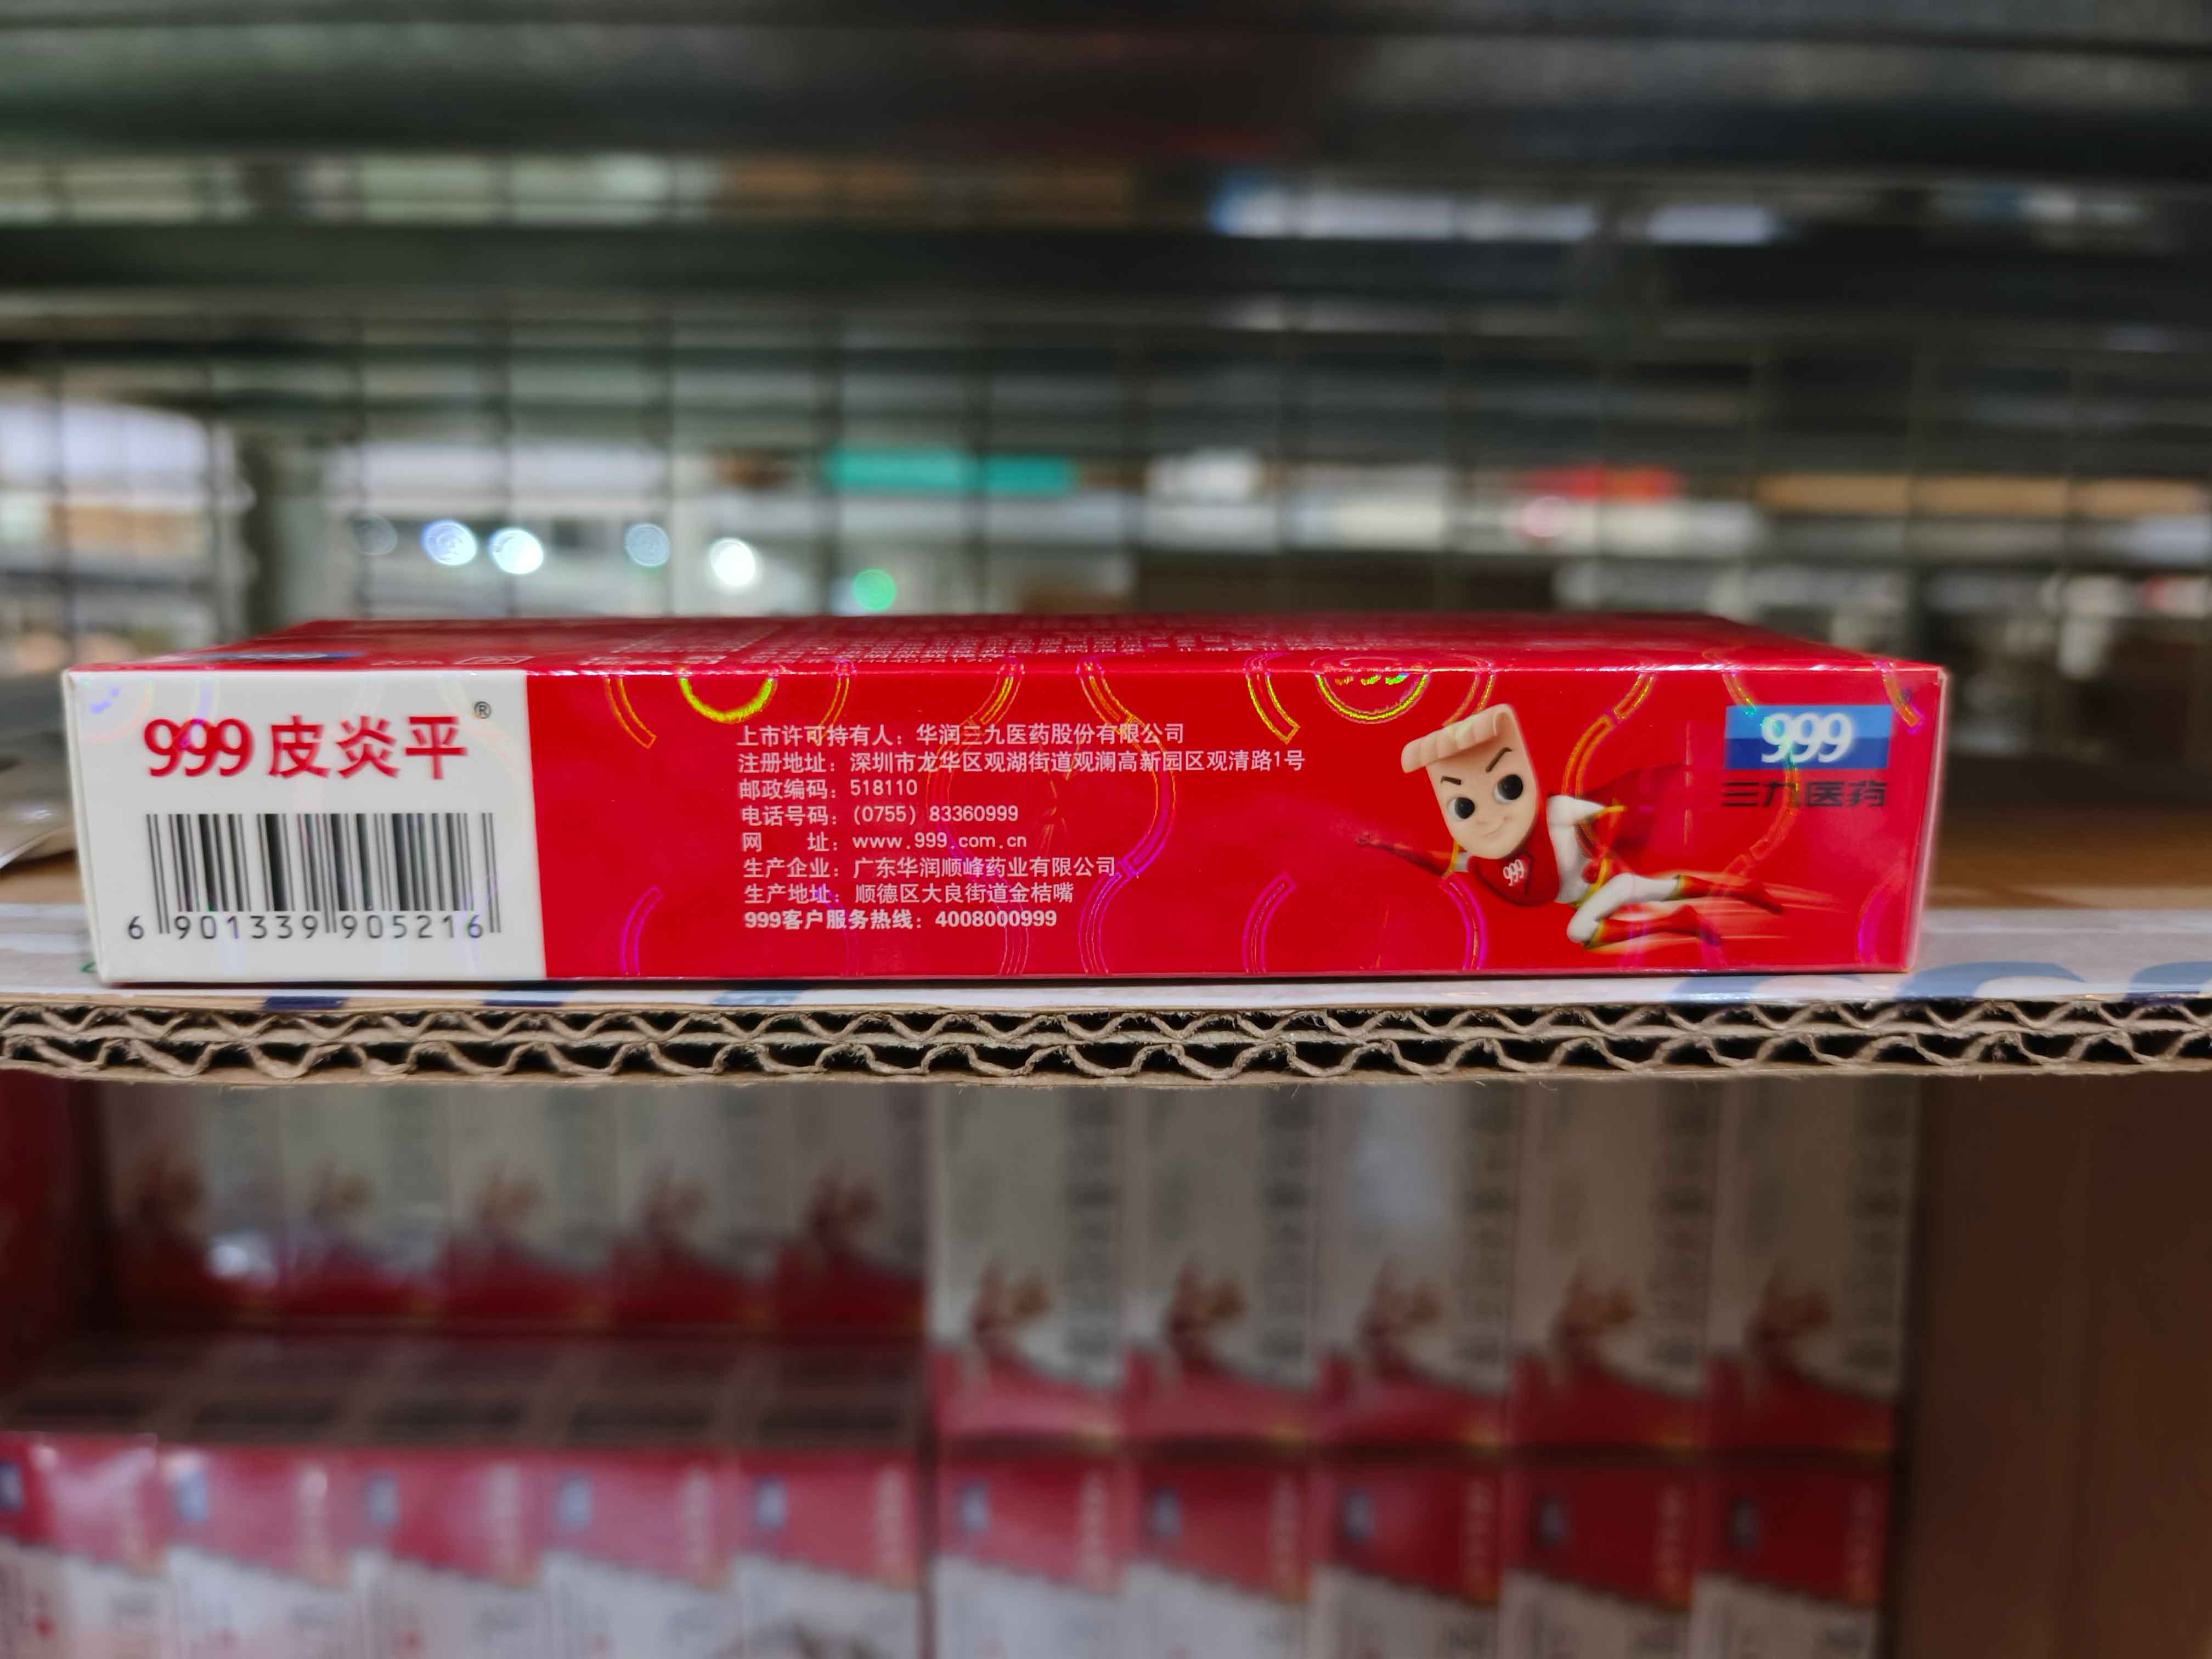 999皮炎平®
6 901339 905216
上市许可持有人：华润三九医药股份有限公司
注册地址：深圳市龙华区观湖街道观澜高新园区观清路1号
邮政编码：518110
电话号码：(0755) 83360999
网　　址：www.999.com.cn
生产企业：广东华润顺峰药业有限公司
生产地址：顺德区大良街道金桔嘴
999客户服务热线：4008000999
999
999
三九医药